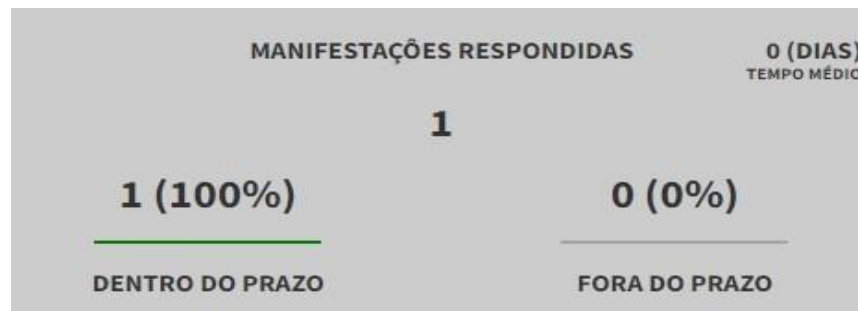 MANIFESTAÇÕES RESPONDIDAS 0 (DIAS)
TEMPO MÉDIO
1
1 (100%) 0 (0%)
DENTRO DO PRAZO FORA DO PRAZO